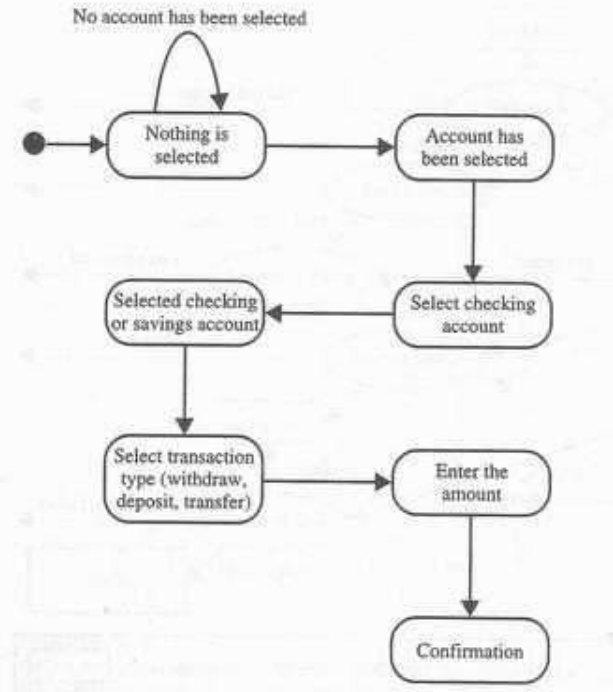 No account has been selected
Nothing is
selected
Account has
been selected
Selected checking
or savings account
Select checking
account
Select transaction
type (withdraw,
deposit, transfer)
Enter the
amount
Confirmation